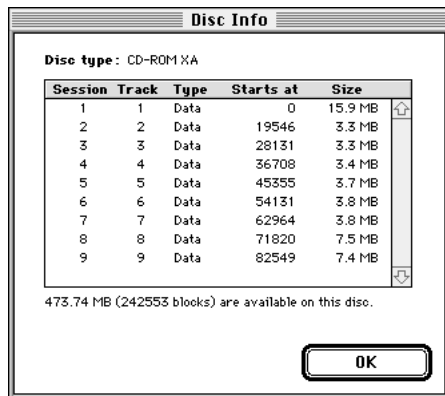 Disc Info
Disc type: CD-ROM XA
Session Track Type Starts at Size
1 1 Data 0 15.9 MB
2 2 Data 19546 3.3 MB
3 3 Data 28131 3.3 MB
4 4 Data 36708 3.4 MB
5 5 Data 45355 3.7 MB
6 6 Data 54131 3.8 MB
7 7 Data 62964 3.8 MB
8 8 Data 71820 7.5 MB
9 9 Data 82549 7.4 MB
473.74 MB (242553 blocks) are available on this disc.
OK